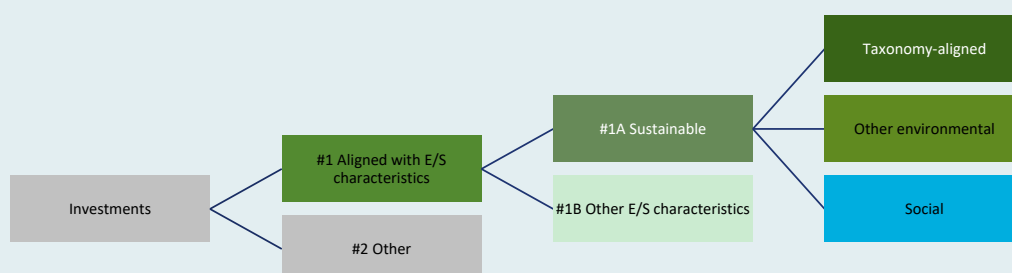 Investments
#1 Aligned with E/S
characteristics
#2 Other
#1A Sustainable
#1B Other E/S characteristics
Taxonomy-aligned
Other environmental
Social